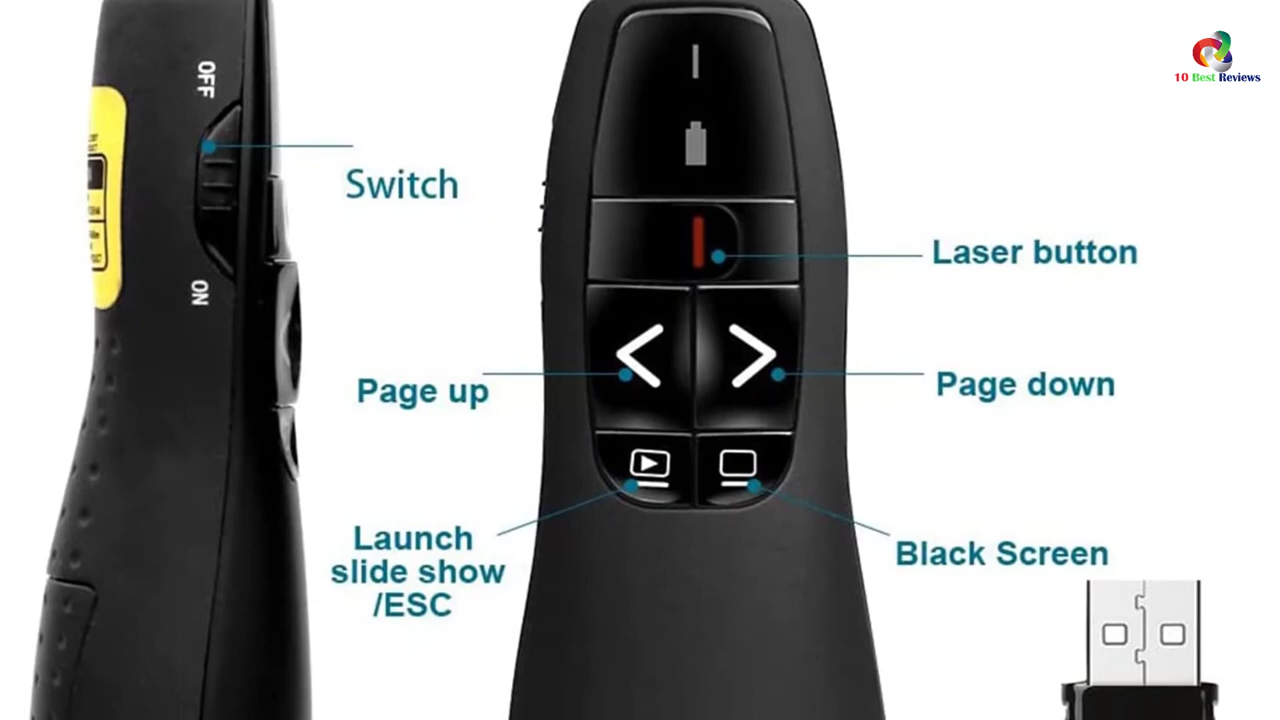 10 Best Reviews
OFF
Switch
ON
Laser button
Page up
Page down
Launch
slide show
/ESC
Black Screen